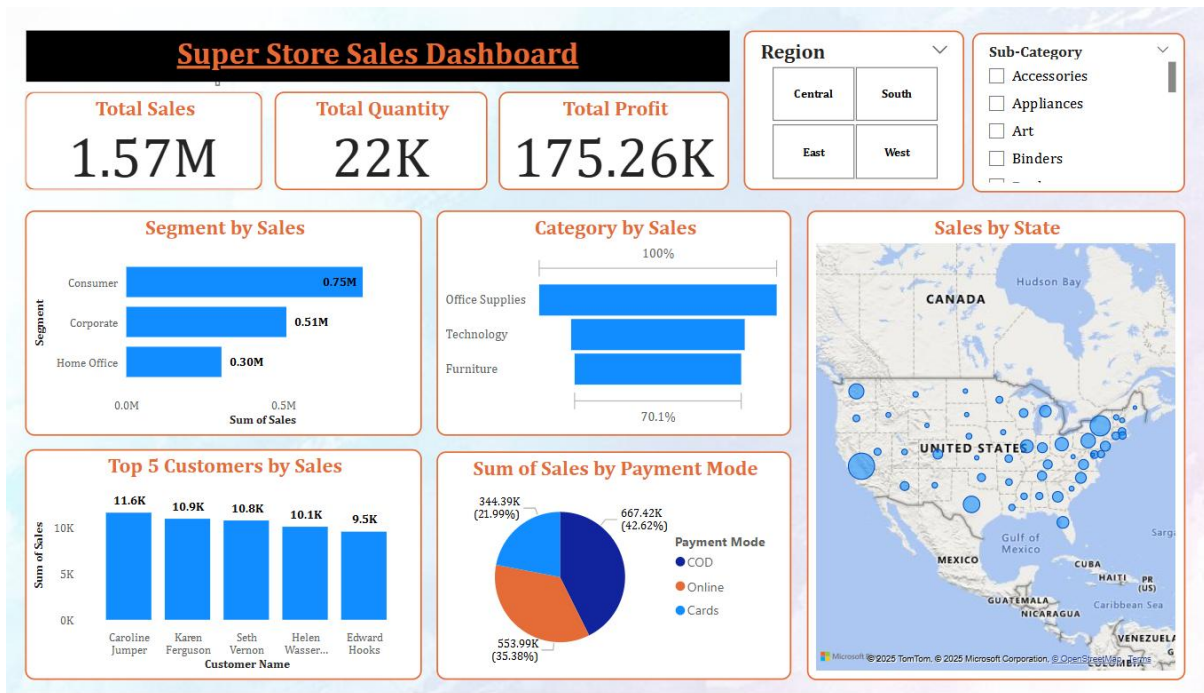 Super Store Sales Dashboard
Total Sales
1.57M
Total Quantity
22K
Total Profit
175.26K
Region
Central
South
East
West
Sub-Category
Accessories
Appliances
Art
Binders
Segment by Sales
Segment
Consumer
0.75M
Corporate
0.51M
Home Office
0.30M
0.0M
0.5M
Sum of Sales
Category by Sales
100%
Office Supplies
Technology
Furniture
70.1%
Sales by State
Hudson Bay
CANADA
UNITED STATES
Gulf of
Mexico
MEXICO
CUBA
HAITI
PR
(US)
GUATEMALA
NICARAGUA
Caribbean Sea
VENEZUELA
COLOMBIA
Microsoft
© 2025 TomTom, © 2025 Microsoft Corporation, © OpenStreetMap Terms
Top 5 Customers by Sales
Sum of Sales
10K
5K
0K
11.6K
10.9K
10.8K
10.1K
9.5K
Caroline
Jumper
Karen
Ferguson
Seth
Vernon
Helen
Wasser...
Edward
Hooks
Customer Name
Sum of Sales by Payment Mode
344.39K
(21.99%)
667.42K
(42.62%)
553.99K
(35.38%)
Payment Mode
COD
Online
Cards